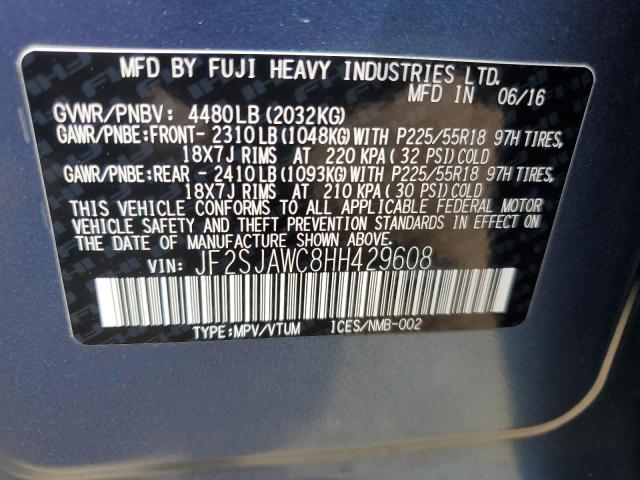 MFD BY FUJI HEAVY INDUSTRIES LTD.
MFD IN 06/16
GVWR/PNBV: 4480LB (2032KG)
GAWR/PNBE:FRONT- 2310LB (1048KG) WITH P225/55R18 97H TIRES,
18X7J RIMS AT 220 KPA (32 PSI) COLD
GAWR/PNBE:REAR - 2410LB (1093KG) WITH P225/55R18 97H TIRES,
18X7J RIMS AT 210 KPA (30 PSI) COLD
THIS VEHICLE CONFORMS TO ALL APPLICABLE FEDERAL MOTOR
VEHICLE SAFETY AND THEFT PREVENTION STANDARDS IN EFFECT ON
THE DATE OF MANUFACTURE SHOWN ABOVE.
VIN: JF2SJAWC8HH429608
TYPE:MPV/VTUM ICES/NMB-002